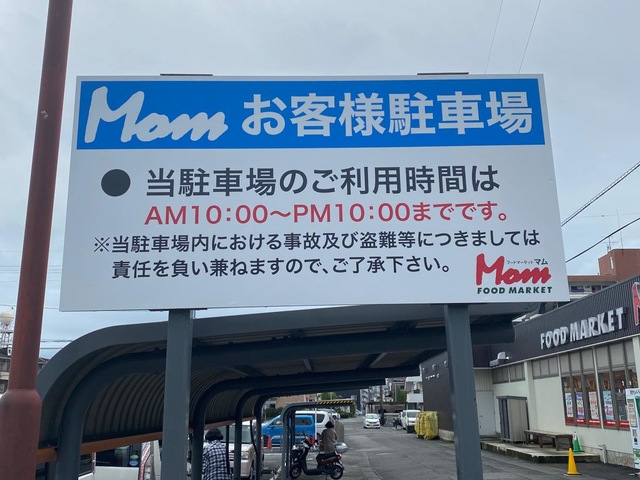 Mom お客様駐車場
● 当駐車場のご利用時間は
AM10:00〜PM10:00までです。
※当駐車場内における事故及び盗難等につきましては
責任を負い兼ねますので、ご了承下さい。
フードマーケットマム
Mom
FOOD MARKET
FOOD MARKET